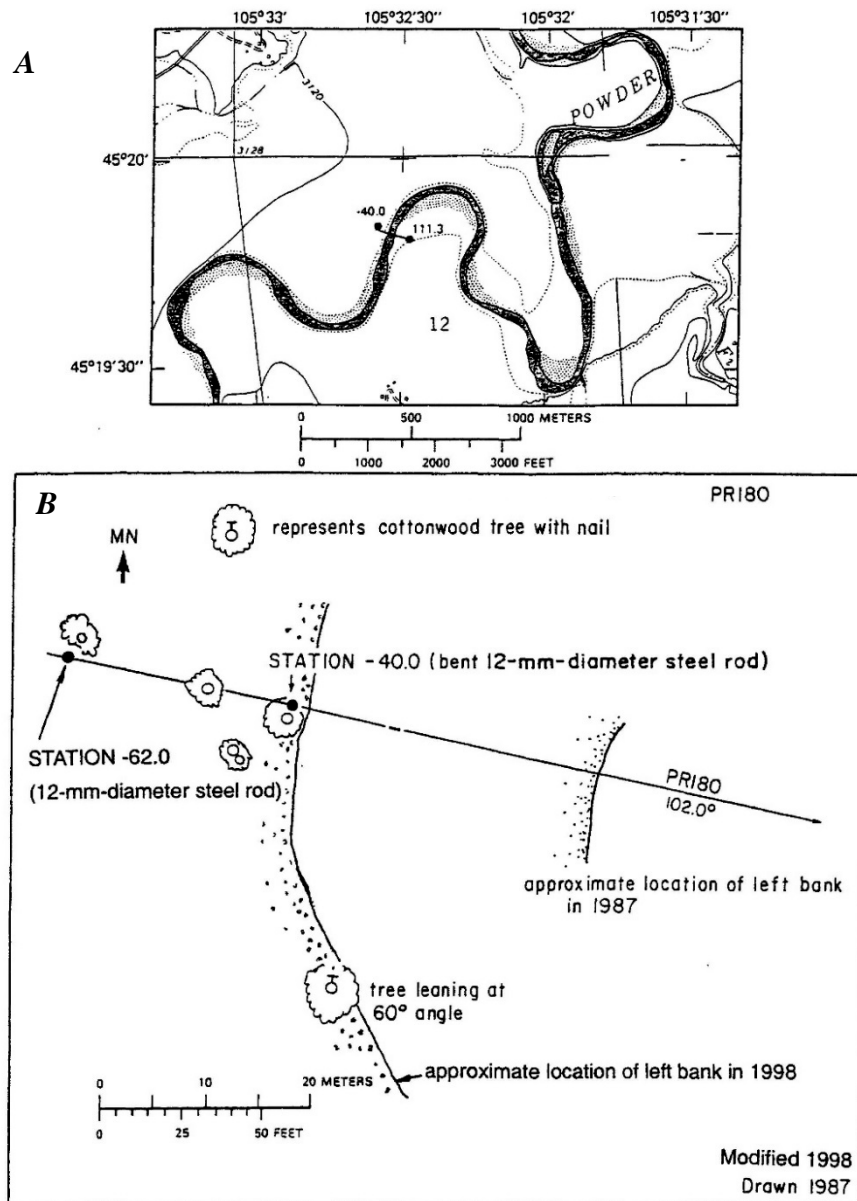 A
105°33'
105°32'30"
105°32'
105°31'30"
3120
POWDER
45°20'
3128
-40.0
111.3
12
45°19'30''
0 500 1000 METERS
0 1000 2000 3000 FEET
B
PR180
MN
represents cottonwood tree with nail
STATION -40.0 (bent 12-mm-diameter steel rod)
STATION -62.0
(12-mm-diameter steel rod)
PR180
102.0°
approximate location of left bank
in 1987
tree leaning at
60° angle
approximate location of left bank in 1998
0 10 20 METERS
0 25 50 FEET
Modified 1998
Drawn 1987